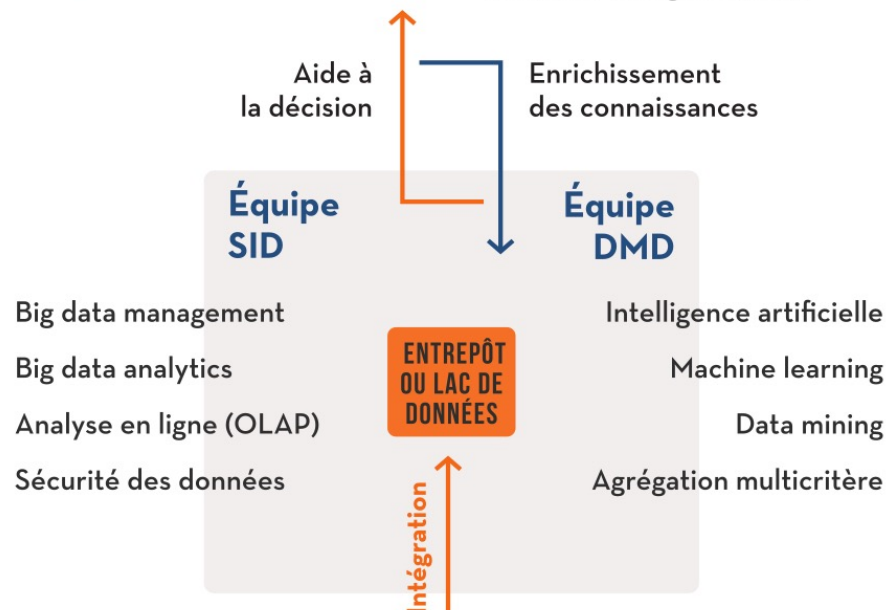 Aide à
la décision
Enrichissement
des connaissances
Équipe
SID
Équipe
DMD
Big data management
Big data analytics
Analyse en ligne (OLAP)
Sécurité des données
ENTREPÔT
OU LAC DE
DONNÉES
Intelligence artificielle
Machine learning
Data mining
Agrégation multicritère
Intégration